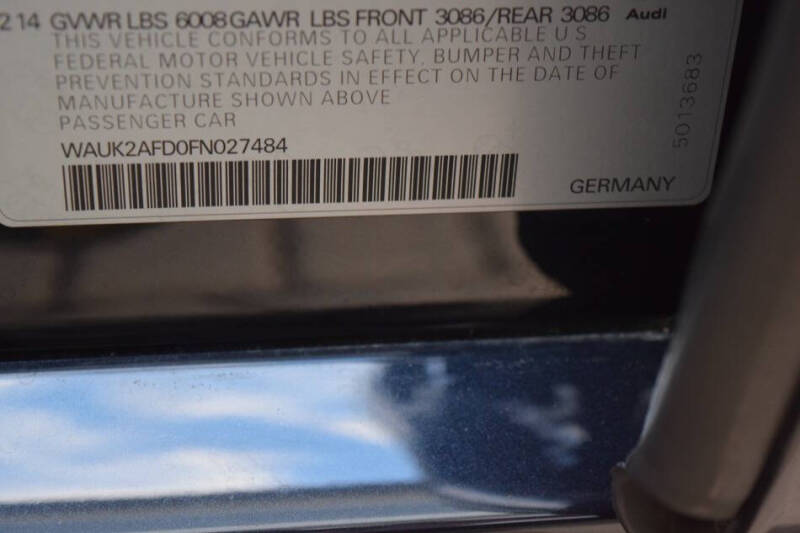 214 GVWR LBS 6008 GAWR LBS FRONT 3086/REAR 3086 Audi
THIS VEHICLE CONFORMS TO ALL APPLICABLE U S
FEDERAL MOTOR VEHICLE SAFETY, BUMPER AND THEFT
PREVENTION STANDARDS IN EFFECT ON THE DATE OF
MANUFACTURE SHOWN ABOVE
PASSENGER CAR
WAUK2AFD0FN027484
GERMANY
5013683